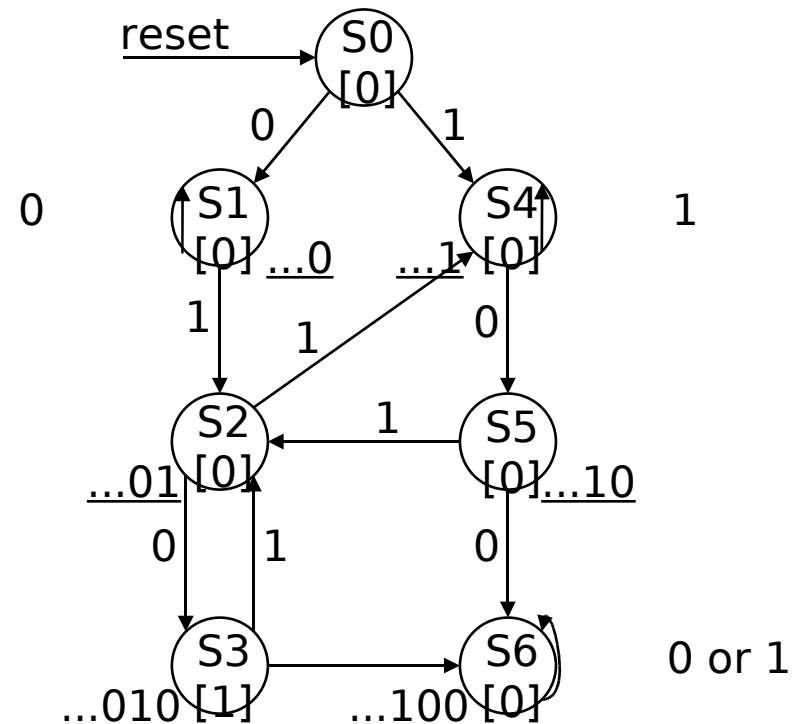 reset
S0
[0]
0
1
0
S1
[0]
...0
...1
S4
[0]
1
1
1
0
S2
[0]
...01
1
S5
[0]
...10
0
1
0
S3
[1]
...010
S6
[0]
...100
0 or 1